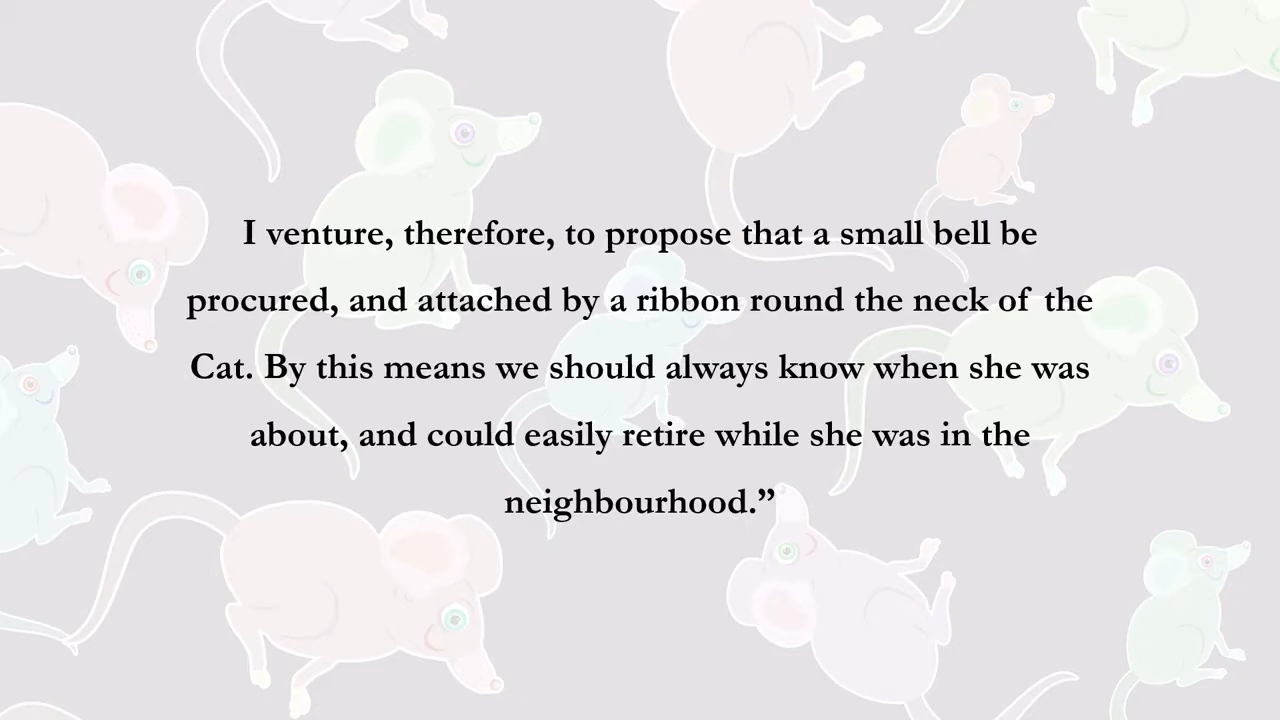 I venture, therefore, to propose that a small bell be
procured, and attached by a ribbon round the neck of the
Cat. By this means we should always know when she was
about, and could easily retire while she was in the
neighbourhood.”